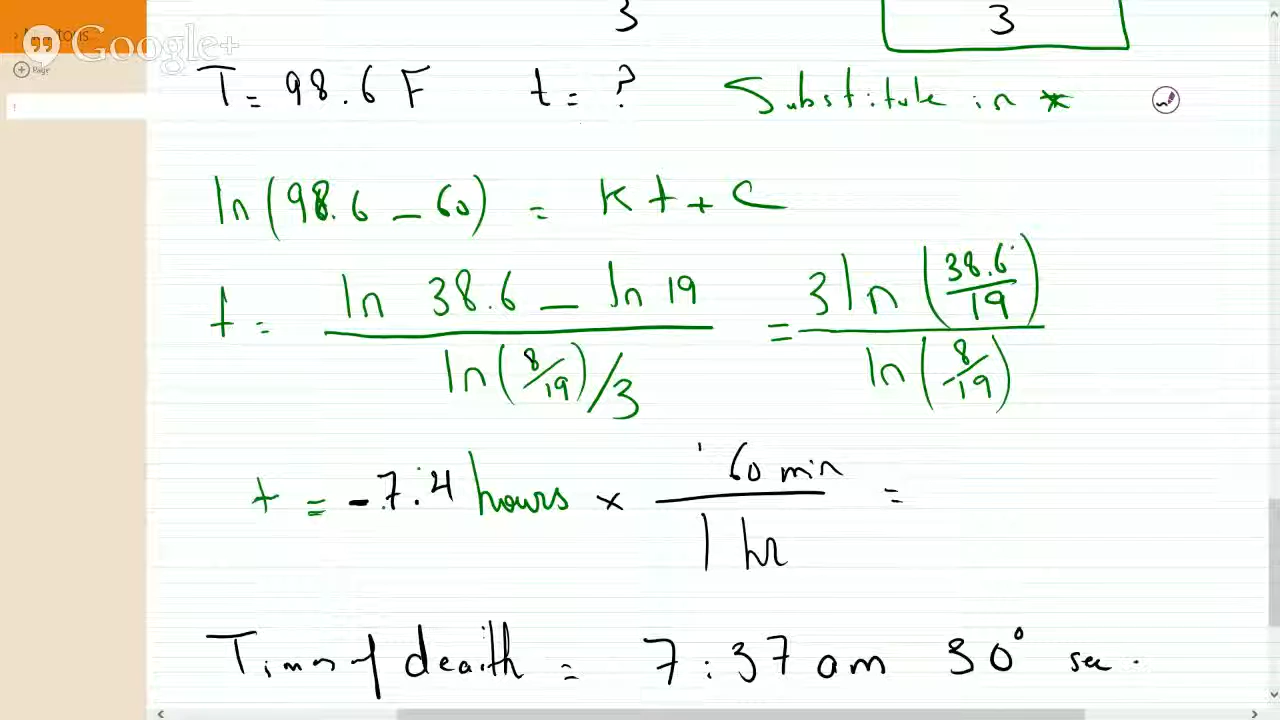 Google+
Page
3
3
T = 98.6 F t = ? Substitute in *
ln(98.6 - 60) = Kt + C
t = (ln 38.6 - ln 19) / (ln(8/19)/3) = 3 ln(38.6/19) / ln(8/19)
t = -7.4 hours × 60 min / 1 hr =
Time of death = 7:37 am 30° sec.